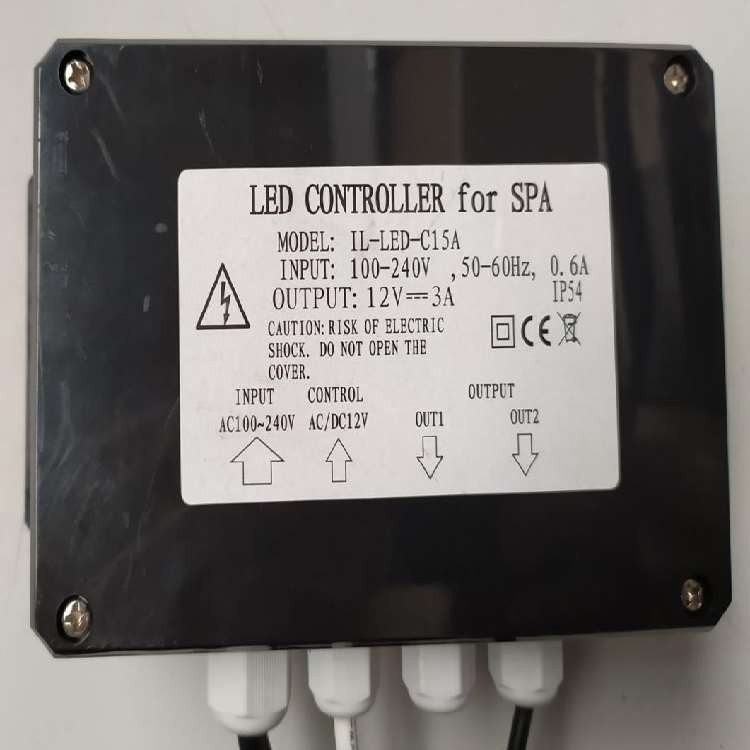 LED CONTROLLER for SPA
MODEL: IL-LED-C15A
INPUT: 100-240V ,50-60Hz, 0.6A
OUTPUT: 12V⎓3A IP54
CAUTION: RISK OF ELECTRIC
SHOCK. DO NOT OPEN THE
COVER.
CE
INPUT CONTROL OUTPUT
AC100~240V AC/DC12V OUT1 OUT2